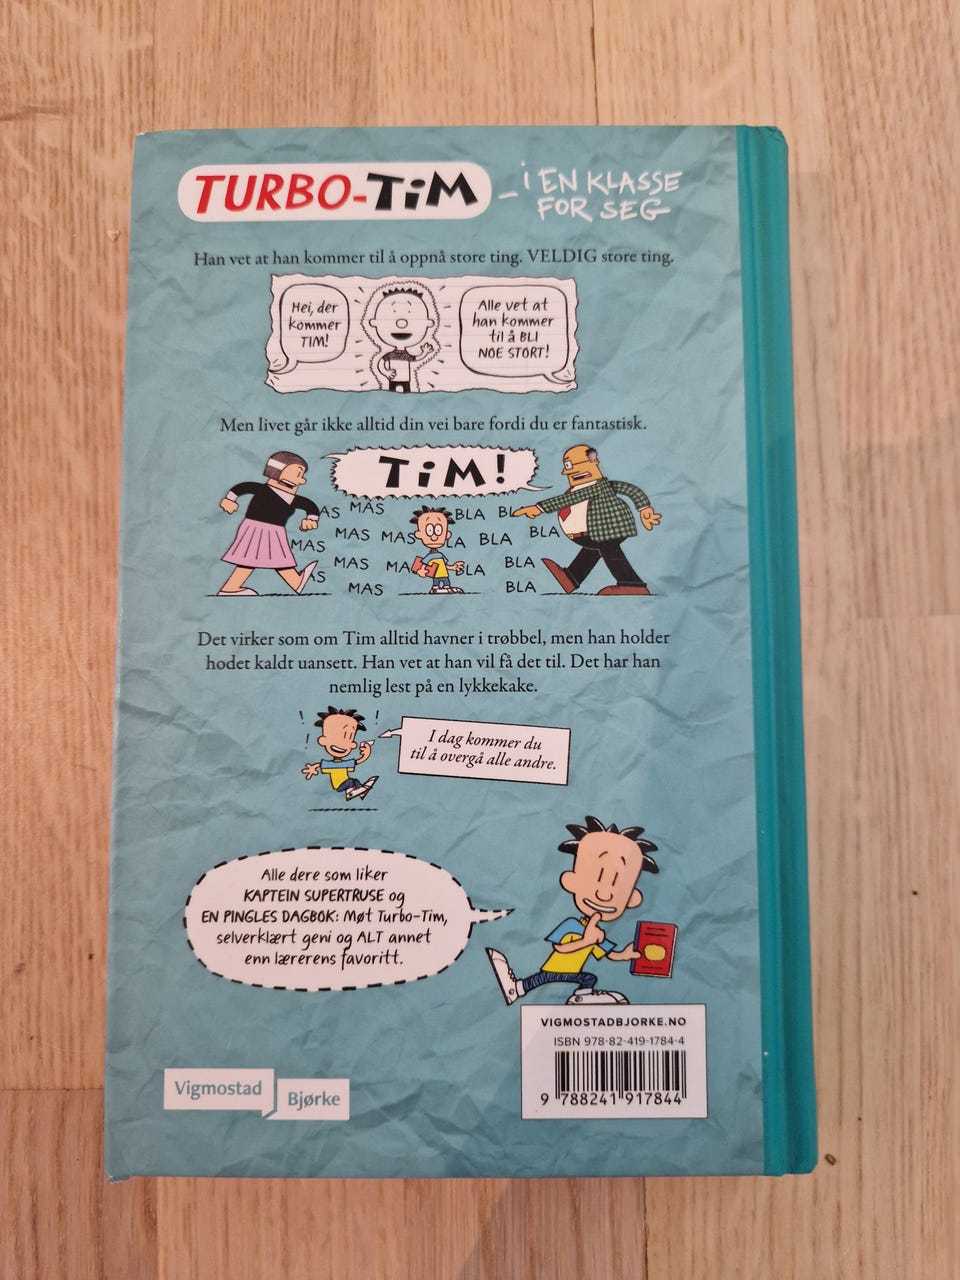 TURBO-TiM
- i EN KLASSE
FOR SEG
Han vet at han kommer til å oppnå store ting. VELDIG store ting.
Hei, der
kommer
TIM!
Alle vet at
han kommer
til å BLI
NOE STORT!
Men livet går ikke alltid din vei bare fordi du er fantastisk.
TiM!
MAS
MAS MAS
MAS
MAS
MAS
BLA
BLA BLA
BLA
BLA
BLA
Det virker som om Tim alltid havner i trøbbel, men han holder
hodet kaldt uansett. Han vet at han vil få det til. Det har han
nemlig lest på en lykkekake.
! !
! !
I dag kommer du
til å overgå alle andre.
Alle dere som liker
KAPTEIN SUPERTRUSE og
EN PINGLES DAGBOK: Møt Turbo-Tim,
selverklært geni og ALT annet
enn lærerens favoritt.
VIGMOSTADBJORKE.NO
ISBN 978-82-419-1784-4
9 788241 917844
Vigmostad
Bjørke